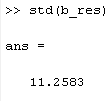 >> std(b_res)
ans =
11.2583